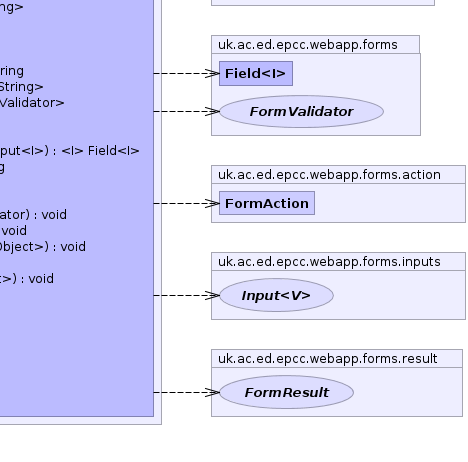 ng>
uk.ac.ed.epcc.webapp.forms
ring
Field<I>
String>
Validator>
FormValidator
put<I>) : <I> Field<I>
g
uk.ac.ed.epcc.webapp.forms.action
FormAction
ator) : void
void
Object>) : void
uk.ac.ed.epcc.webapp.forms.inputs
t>) : void
Input<V>
uk.ac.ed.epcc.webapp.forms.result
FormResult